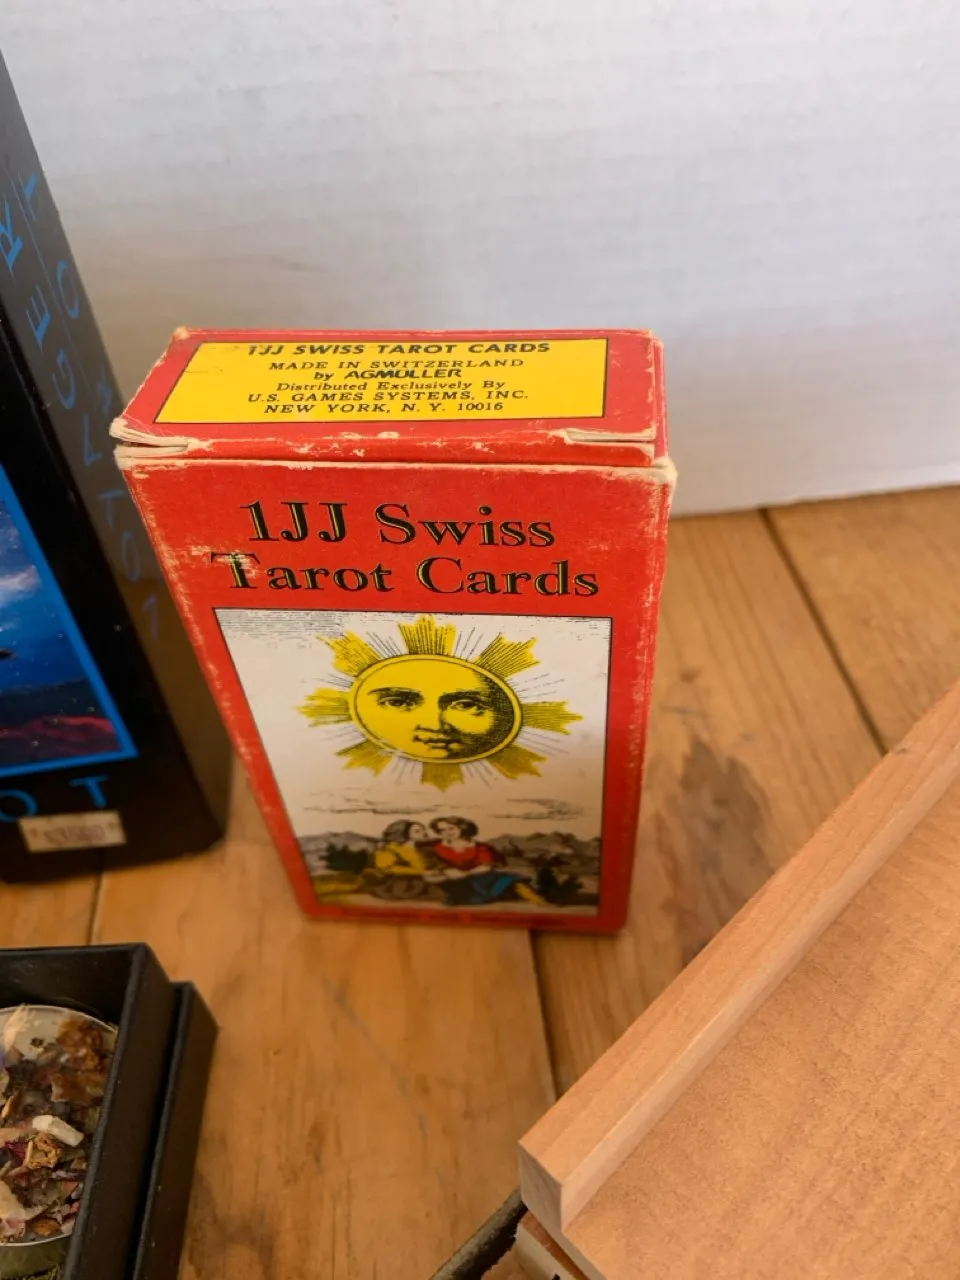 1JJ SWISS TAROT CARDS
MADE IN SWITZERLAND
by AGMULLER
Distributed Exclusively By
U.S. GAMES SYSTEMS, INC.
NEW YORK, N. Y. 10016
1JJ Swiss
Tarot Cards